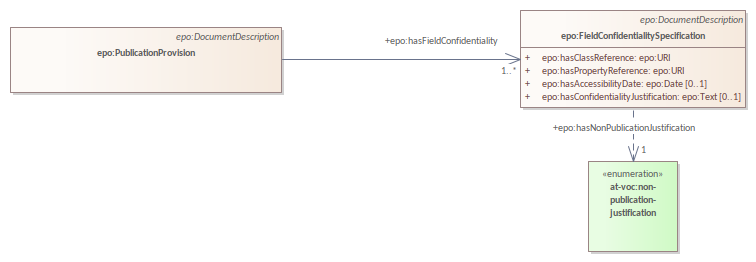 epo:DocumentDescription
epo:PublicationProvision
+epo:hasFieldConfidentiality
1..*
epo:DocumentDescription
epo:FieldConfidentialitySpecification
+ epo:hasClassReference: epo:URI
+ epo:hasPropertyReference: epo:URI
+ epo:hasAccessibilityDate: epo:Date [0..1]
+ epo:hasConfidentialityJustification: epo:Text [0..1]
+epo:hasNonPublicationJustification
1
«enumeration»
at-voc:non-
publication-
justification